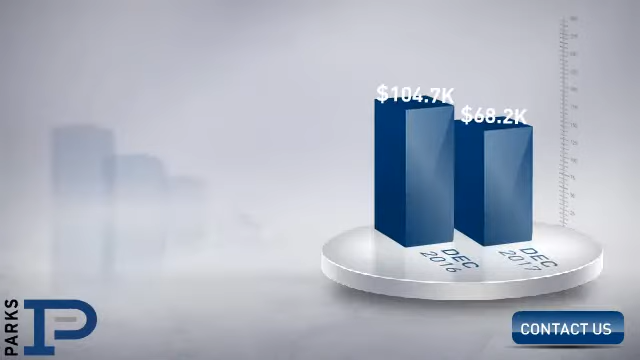 $104.7K
$68.2K
DEC
2016
DEC
2017
PARKS
P
CONTACT US